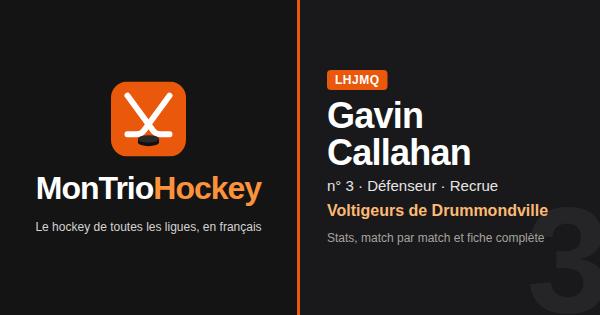 MonTrioHockey
Le hockey de toutes les ligues, en français
LHJMQ
Gavin
Callahan
n° 3 · Défenseur · Recrue
Voltigeurs de Drummondville
Stats, match par match et fiche complète
3